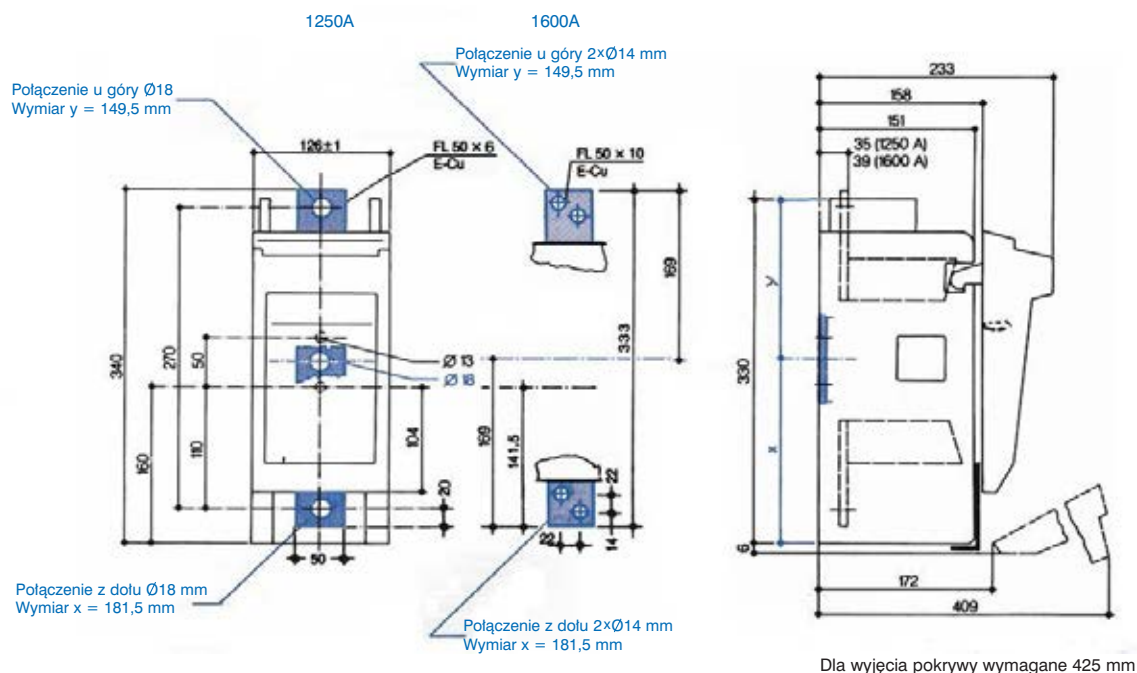 1250A
1600A
Połączenie u góry Ø18
Wymiar y = 149,5 mm
Połączenie u góry 2×Ø14 mm
Wymiar y = 149,5 mm
126±1
FL 50 × 6
E-Cu
FL 50 × 10
E-Cu
340
270
50
160
110
104
20
50
Ø 13
Ø 18
169
333
169
141.5
22
22
14
233
158
151
35 (1250 A)
39 (1600 A)
330
y
x
6
172
409
Połączenie z dołu Ø18 mm
Wymiar x = 181,5 mm
Połączenie z dołu 2×Ø14 mm
Wymiar x = 181,5 mm
Dla wyjęcia pokrywy wymagane 425 mm